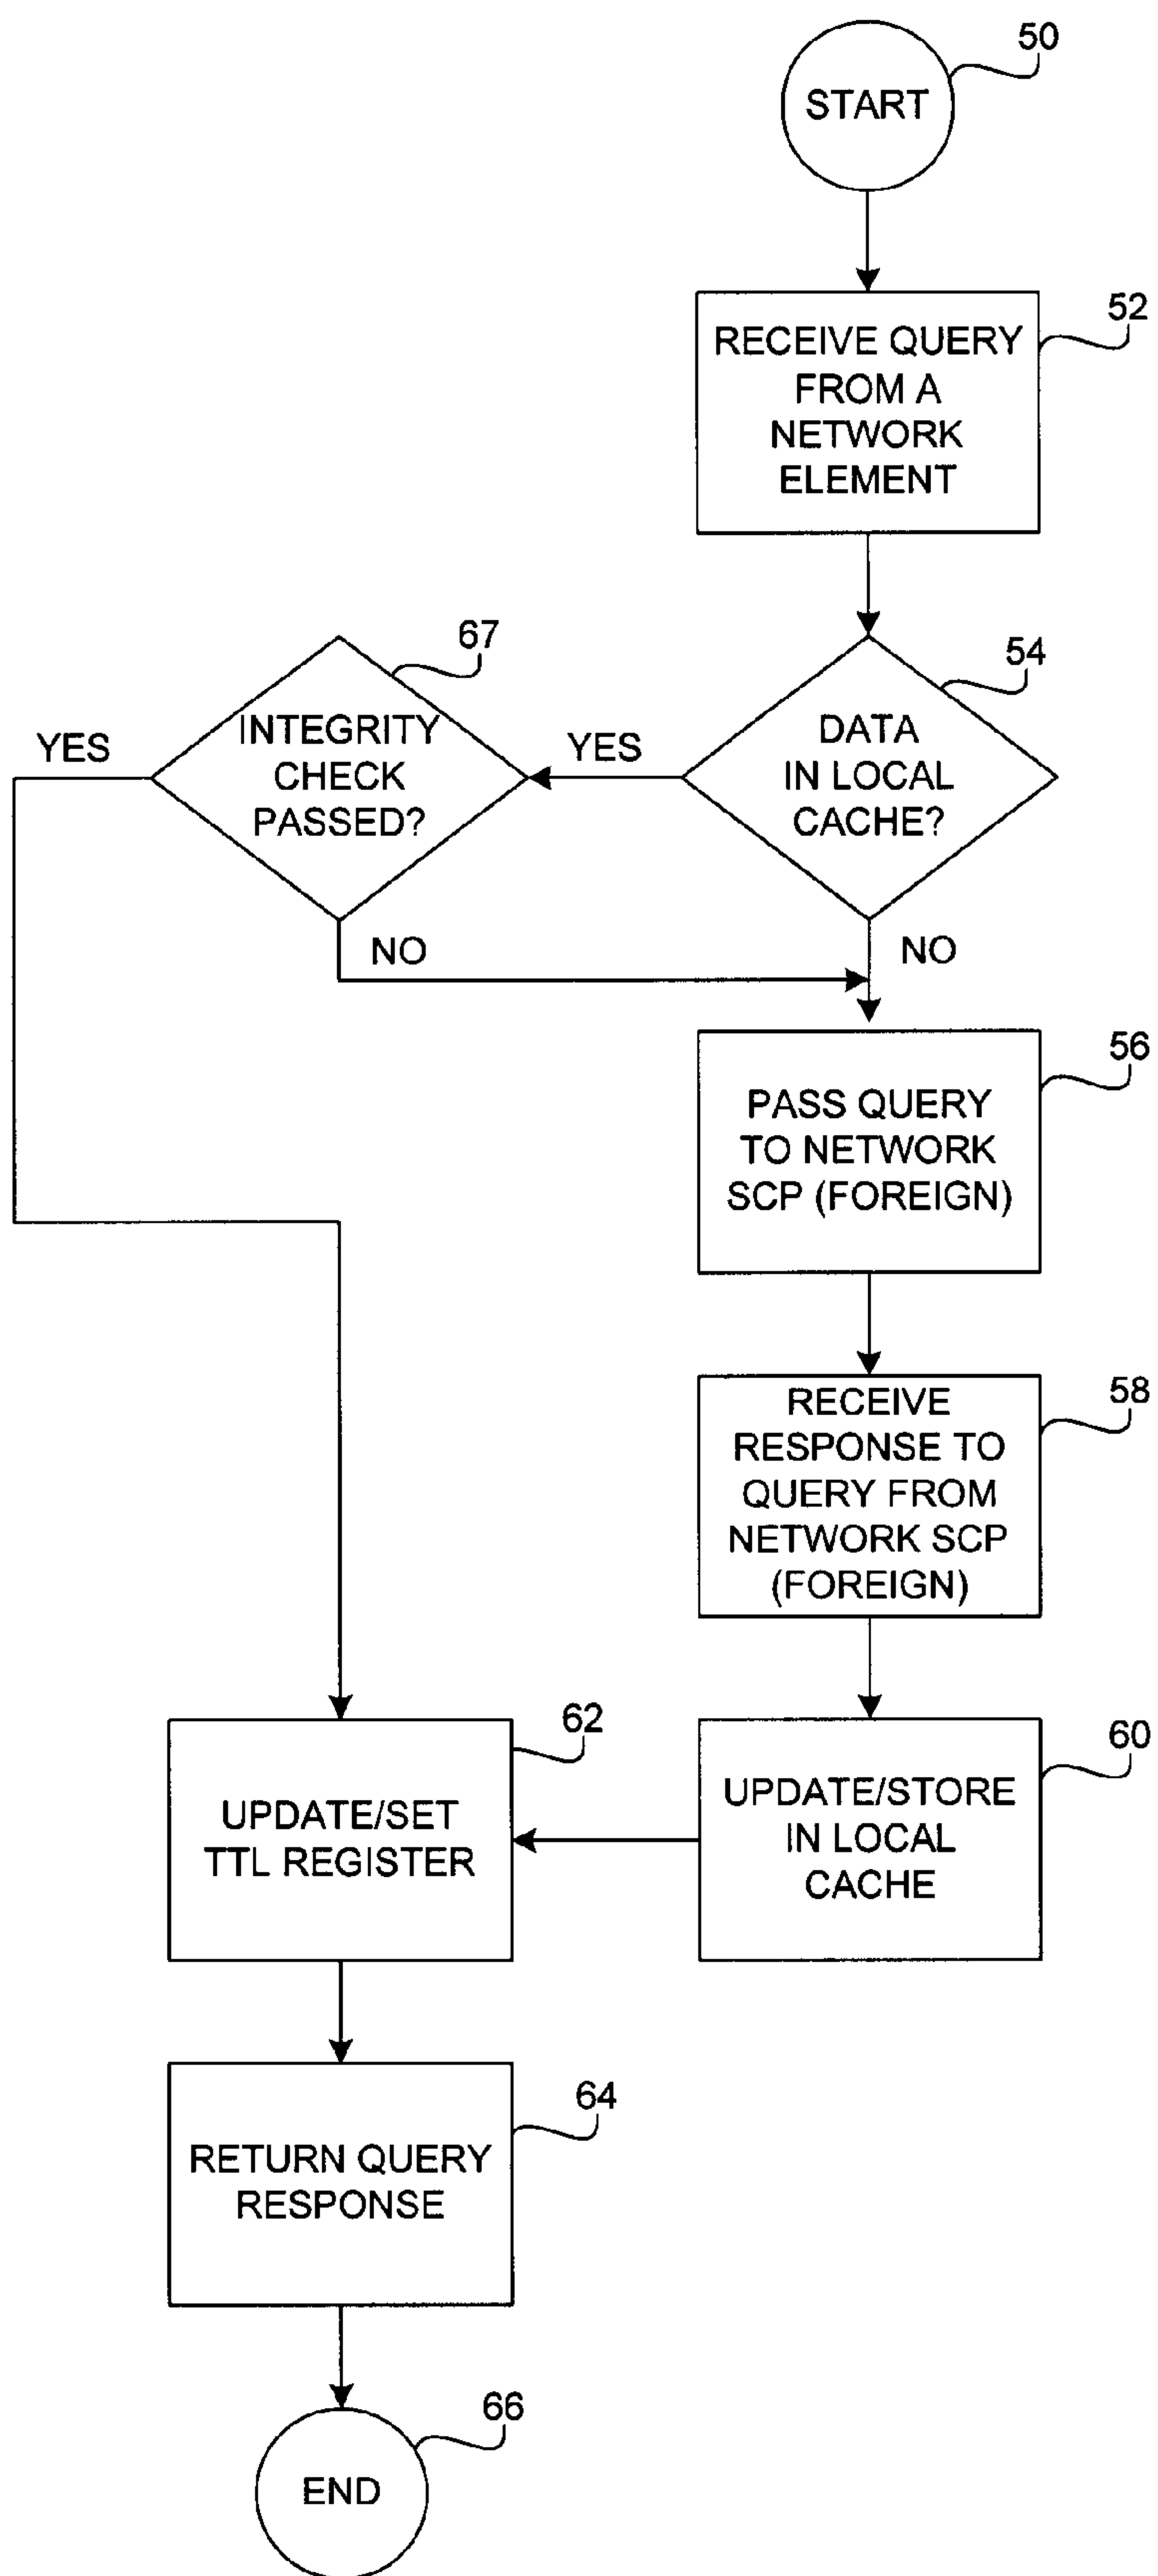 50
START
52
RECEIVE QUERY
FROM A
NETWORK
ELEMENT
67
54
YES
INTEGRITY
CHECK
PASSED?
YES
DATA
IN LOCAL
CACHE?
NO
NO
56
PASS QUERY
TO NETWORK
SCP (FOREIGN)
58
RECEIVE
RESPONSE TO
QUERY FROM
NETWORK SCP
(FOREIGN)
62
60
UPDATE/SET
TTL REGISTER
UPDATE/STORE
IN LOCAL
CACHE
64
RETURN QUERY
RESPONSE
66
END